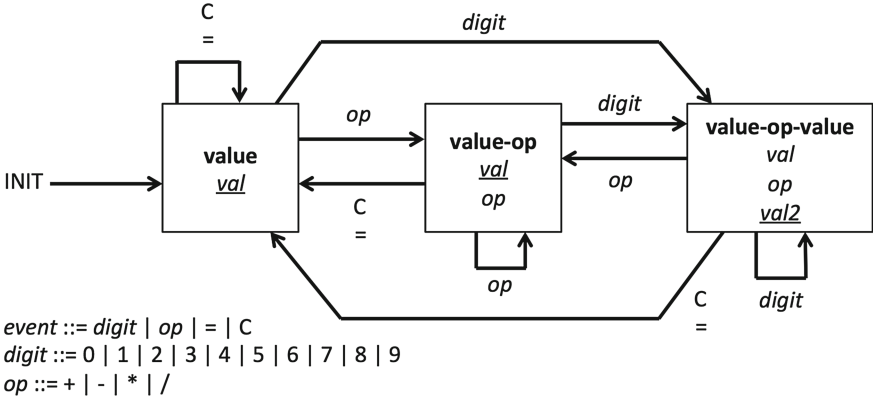 C
=
digit
INIT
value
val
op
C
=
value-op
val
op
op
digit
op
value-op-value
val
op
val2
C
=
digit
event ::= digit | op | = | C
digit ::= 0 | 1 | 2 | 3 | 4 | 5 | 6 | 7 | 8 | 9
op ::= + | - | * | /